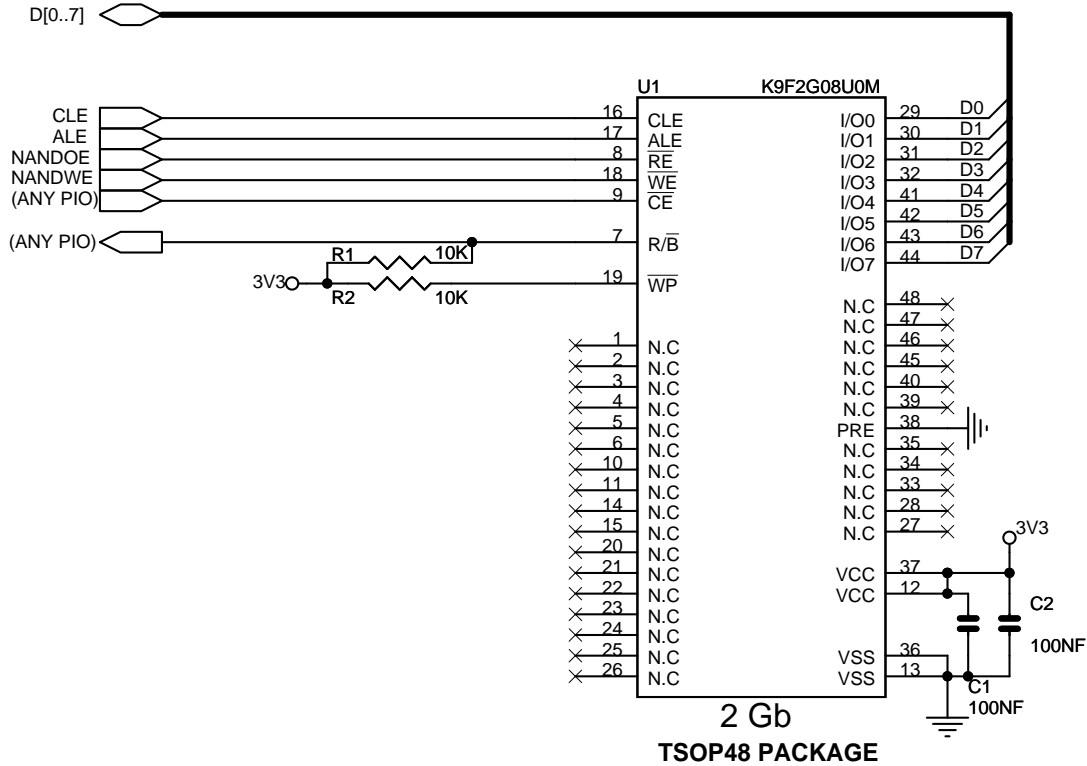 D[0..7]
U1 K9F2G08U0M
CLE 16 CLE I/O0 29 D0
ALE 17 ALE I/O1 30 D1
NANDOE 8 RE I/O2 31 D2
NANDWE 18 WE I/O3 32 D3
(ANY PIO) 9 CE I/O4 41 D4
I/O5 42 D5
(ANY PIO) 7 R/B I/O6 43 D6
R1 10K I/O7 44 D7
3V3 19 WP
R2 10K
N.C 48
N.C 47
1 N.C N.C 46
2 N.C N.C 45
3 N.C N.C 40
4 N.C N.C 39
5 N.C PRE 38
6 N.C N.C 35
10 N.C N.C 34
11 N.C N.C 33
14 N.C N.C 28
15 N.C N.C 27
3V3
20 N.C
21 N.C VCC 37
22 N.C VCC 12
23 N.C C2
24 N.C 100NF
25 N.C VSS 36
26 N.C VSS 13
C1
100NF
2 Gb
TSOP48 PACKAGE